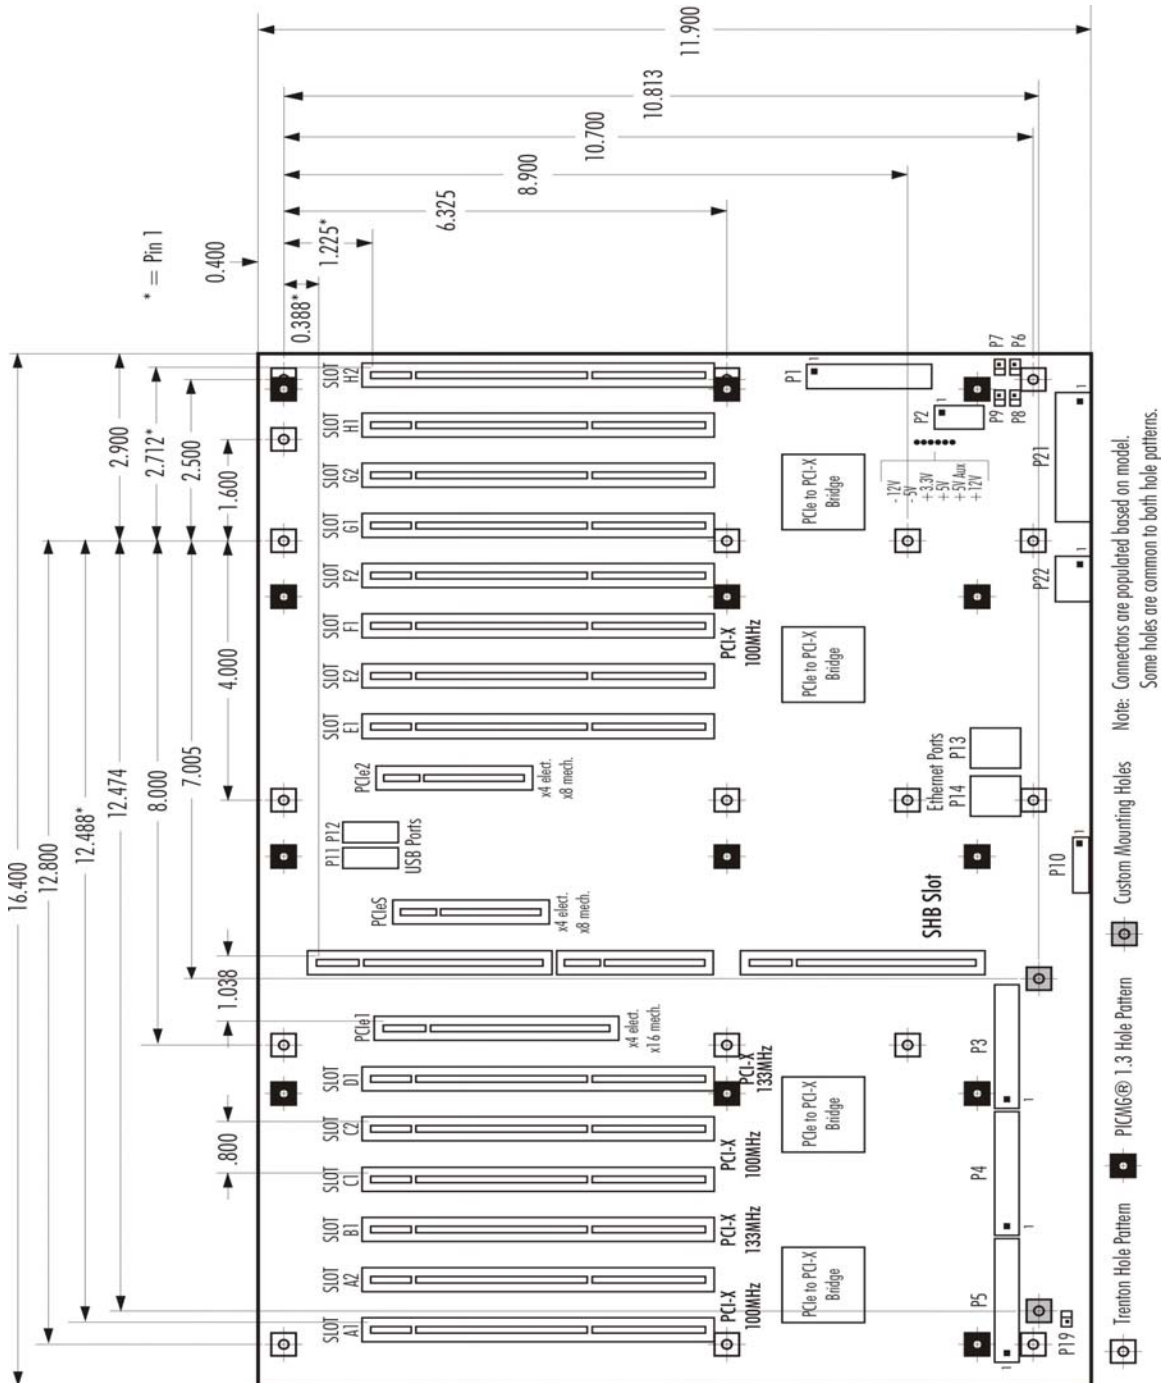 11.900
10.813
10.700
8.900
6.325
1.225*
0.388*
0.400
* = Pin 1
16.400
12.800
12.488*
12.474
8.000
7.005
4.000
2.900
2.712*
2.500
1.600
1.038
.800
SLOT
H2
SLOT
H1
SLOT
G2
SLOT
G1
SLOT
F2
SLOT
F1
SLOT
E2
SLOT
E1
PCIe2
x4 elect.
x8 mech.
P11
P12
USB Ports
PCIeS
x4 elect.
x8 mech.
SHB Slot
PCIe1
x4 elect.
x16 mech.
SLOT
D1
SLOT
C2
SLOT
C1
SLOT
B1
SLOT
A2
SLOT
A1
PCI-X
100MHz
PCI-X
133MHz
PCI-X
100MHz
PCI-X
133MHz
PCI-X
100MHz
PCIe to PCI-X
Bridge
PCIe to PCI-X
Bridge
PCIe to PCI-X
Bridge
PCIe to PCI-X
Bridge
P1
1
P2
1
- 12V
- 5V
+ 3.3V
+ 5V
+ 5V Aux
+ 12V
P7
P6
P9
P8
P21
1
P22
1
Ethernet Ports
P14
P13
P10
1
P3
1
P4
1
P5
1
P19
Trenton Hole Pattern
PICMG® 1.3 Hole Pattern
Custom Mounting Holes
Note: Connectors are populated based on model.
Some holes are common to both hole patterns.